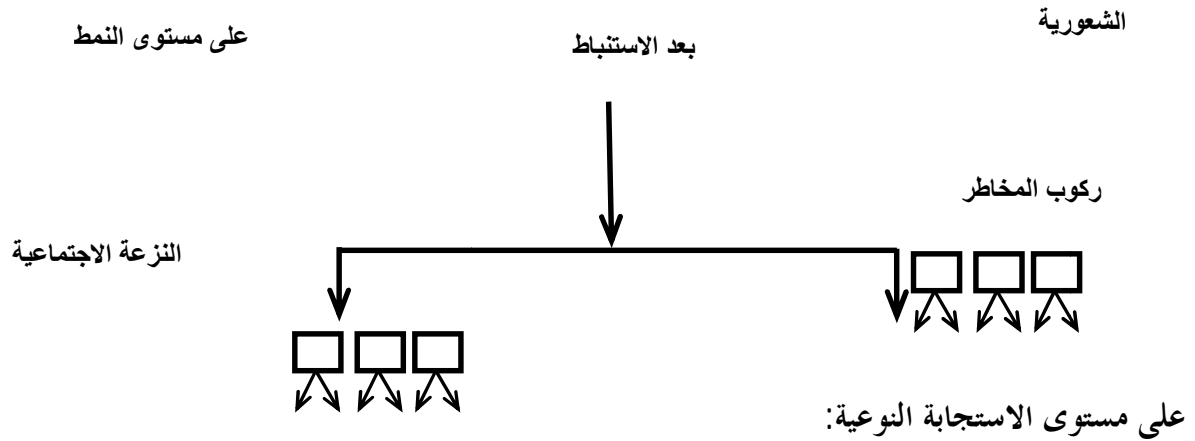 الشعورية
بعد الاستنباط
على مستوى النمط
ركوب المخاطر
النزعة الاجتماعية
على مستوى الاستجابة النوعية: